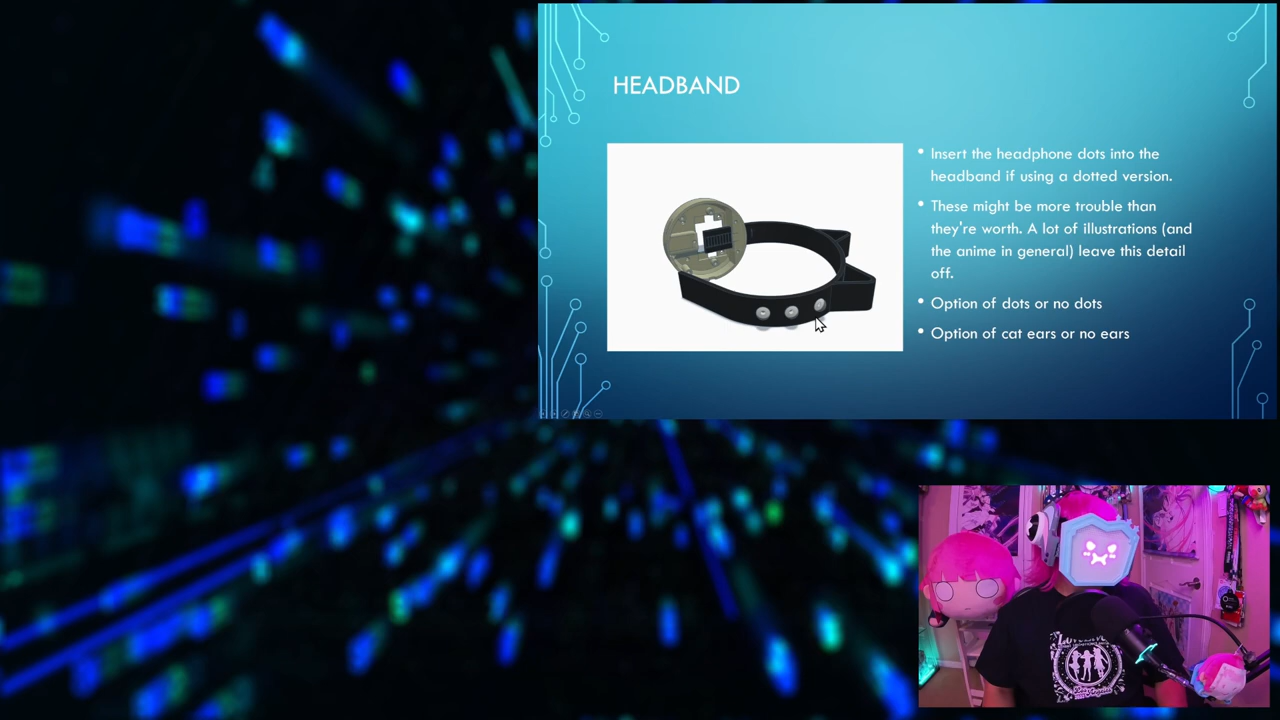 HEADBAND
• Insert the headphone dots into the
headband if using a dotted version.
• These might be more trouble than
they're worth. A lot of illustrations (and
the anime in general) leave this detail
off.
• Option of dots or no dots
• Option of cat ears or no ears